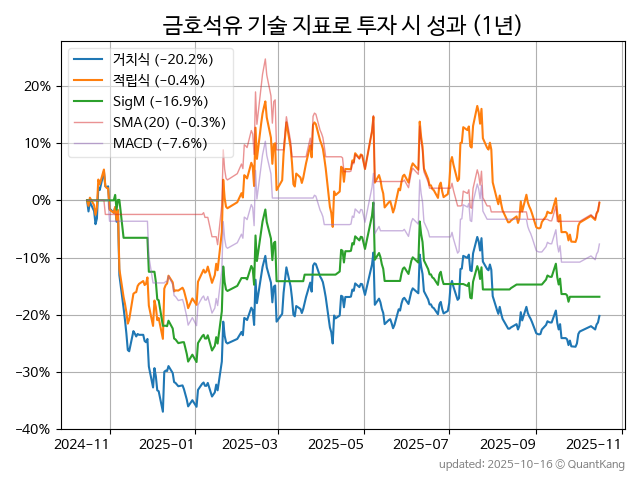 금호석유 기술 지표로 투자 시 성과 (1년)
거치식 (−20.2%)
적립식 (−0.4%)
SigM (−16.9%)
SMA(20) (−0.3%)
MACD (−7.6%)
20%
10%
0%
−10%
−20%
−30%
−40%
2024-11
2025-01
2025-03
2025-05
2025-07
2025-09
2025-11
updated: 2025-10-16 © QuantKang